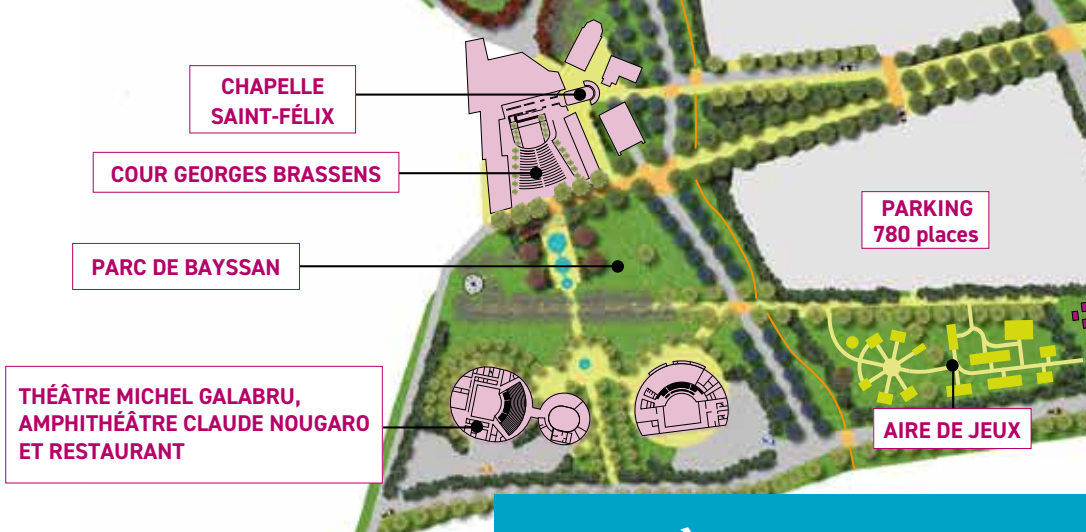 CHAPELLE
SAINT-FÉLIX
COUR GEORGES BRASSENS
PARC DE BAYSSAN
PARKING
780 places
THÉÂTRE MICHEL GALABRU,
AMPHITHÉÂTRE CLAUDE NOUGARO
ET RESTAURANT
AIRE DE JEUX